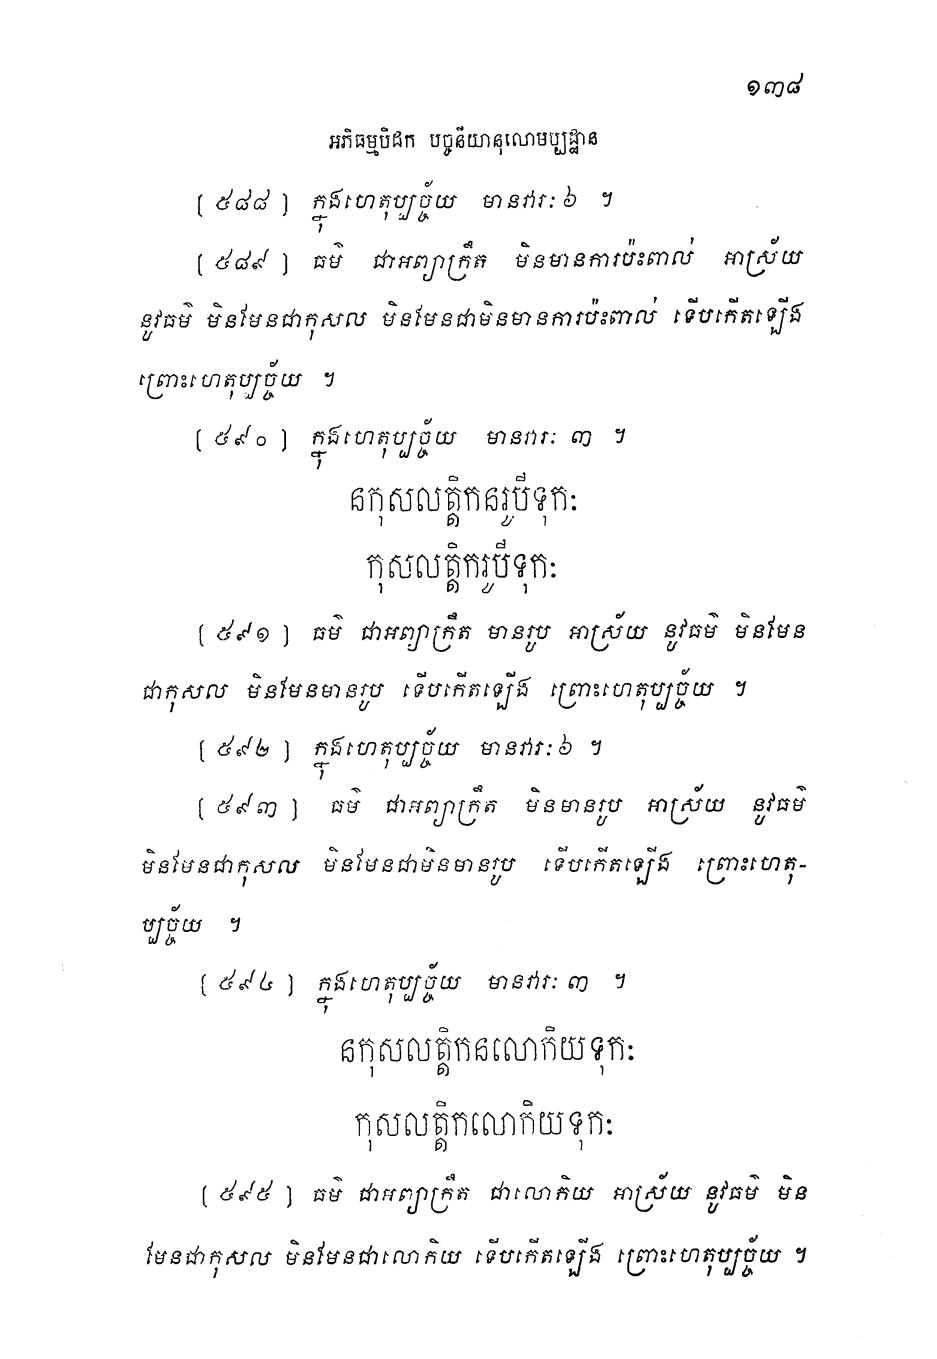 ១៣៨
អភិធម្មបិដក បច្ចនីយានុលោមប្បដ្ឋាន
[ ៥៨៨ ] ក្នុងហេតុប្បច្ច័យ មានវារៈ ៦ ។
[ ៥៨៩ ] ធម៌ ជាអព្យាក្រឹត មិនមានការប៉ះពាល់ អាស្រ័យ
នូវធម៌ មិនមែនជាកុសល មិនមែនជាមិនមានការប៉ះពាល់ ទើបកើតឡើង
ព្រោះហេតុប្បច្ច័យ ។
[ ៥៩០ ] ក្នុងហេតុប្បច្ច័យ មានវារៈ ៣ ។
នកុសលត្តិកនរូបីទុកៈ
កុសលត្តិករូបីទុកៈ
[ ៥៩១ ] ធម៌ ជាអព្យាក្រឹត មានរូប អាស្រ័យ នូវធម៌ មិនមែន
ជាកុសល មិនមែនមានរូប ទើបកើតឡើង ព្រោះហេតុប្បច្ច័យ ។
[ ៥៩២ ] ក្នុងហេតុប្បច្ច័យ មានវារៈ ៦ ។
[ ៥៩៣ ] ធម៌ ជាអព្យាក្រឹត មិនមានរូប អាស្រ័យ នូវធម៌
មិនមែនជាកុសល មិនមែនជាមិនមានរូប ទើបកើតឡើង ព្រោះហេតុ-
ប្បច្ច័យ ។
[ ៥៩៤ ] ក្នុងហេតុប្បច្ច័យ មានវារៈ ៣ ។
នកុសលត្តិកនលោកិយទុកៈ
កុសលត្តិកលោកិយទុកៈ
[ ៥៩៥ ] ធម៌ ជាអព្យាក្រឹត ជាលោកិយ អាស្រ័យ នូវធម៌ មិន
មែនជាកុសល មិនមែនជាលោកិយ ទើបកើតឡើង ព្រោះហេតុប្បច្ច័យ ។